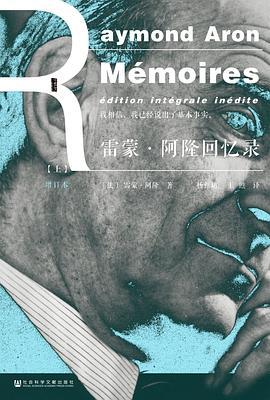 Raymond Aron
Mémoires
édition intégrale inédite
我相信，我已经说出了基本事实。
雷蒙·阿隆回忆录
【上】
增订本
〔法〕雷蒙·阿隆 著
社会科学文献出版社